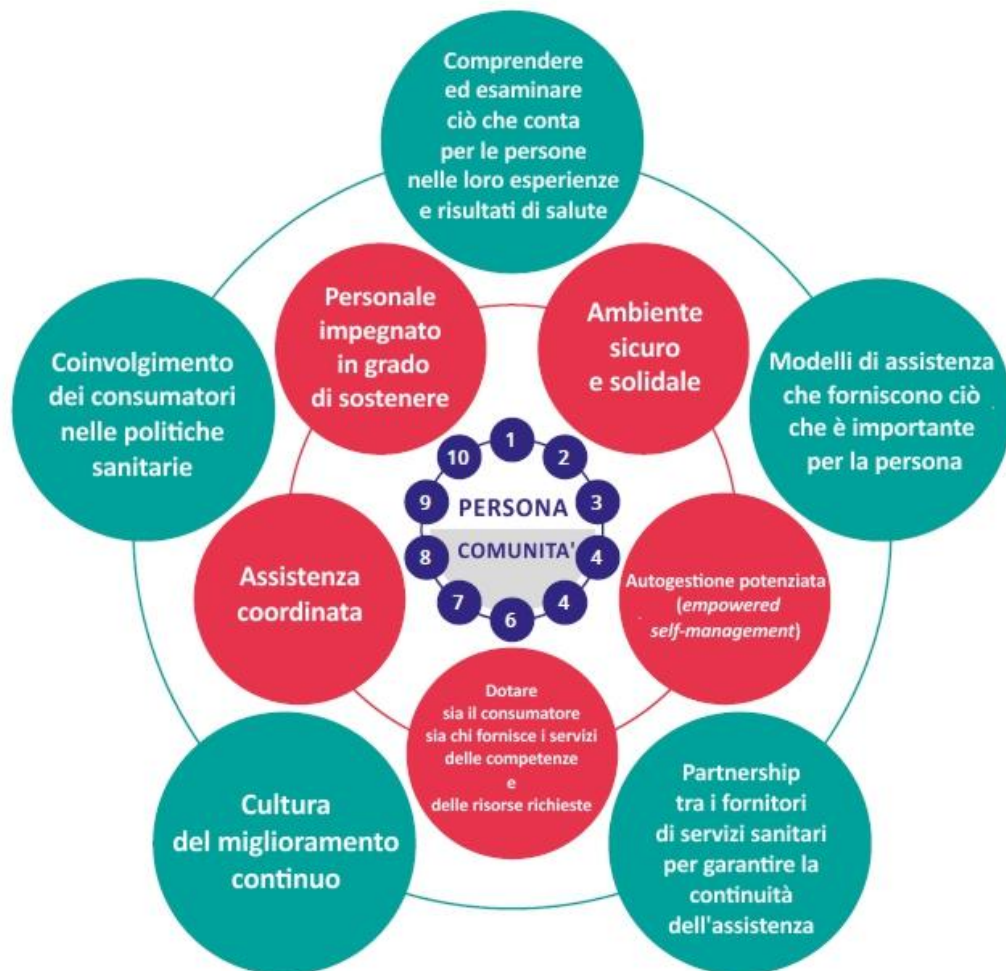 Comprendere
ed esaminare
ciò che conta
per le persone
nelle loro esperienze
e risultati di salute
Personale
impegnato
in grado
di sostenere
Ambiente
sicuro
e solidale
Coinvolgimento
dei consumatori
nelle politiche
sanitarie
Modelli di assistenza
che forniscono ciò
che è importante
per la persona
1
2
3
4
4
6
7
8
9
10
PERSONA
COMUNITA'
Assistenza
coordinata
Autogestione potenziata
(empowered
self-management)
Dotare
sia il consumatore
sia chi fornisce i servizi
delle competenze
e
delle risorse richieste
Cultura
del miglioramento
continuo
Partnership
tra i fornitori
di servizi sanitari
per garantire la
continuità
dell'assistenza